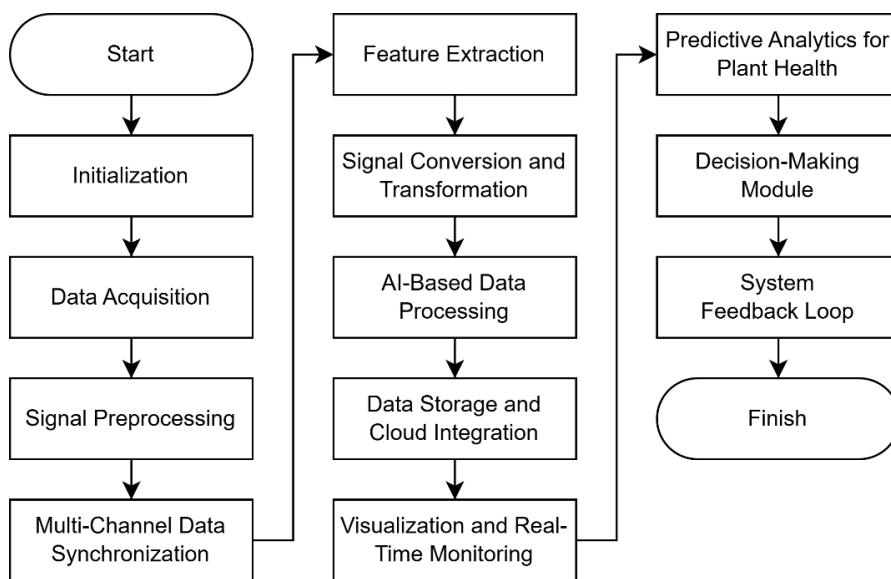 Start
Initialization
Data Acquisition
Signal Preprocessing
Multi-Channel Data
Synchronization
Feature Extraction
Signal Conversion and
Transformation
AI-Based Data
Processing
Data Storage and
Cloud Integration
Visualization and Real-
Time Monitoring
Predictive Analytics for
Plant Health
Decision-Making
Module
System
Feedback Loop
Finish